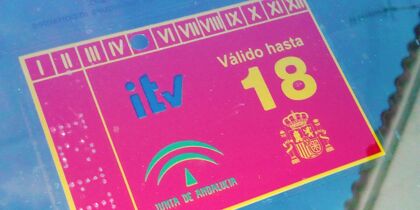 I II III IV VI VII VIII IX X XI XII
itv
Válido hasta
18
JUNTA DE ANDALUCIA